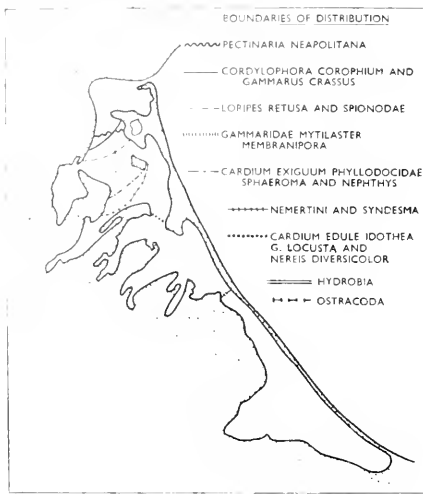 BOUNDARIES OF DISTRIBUTION
PECTINARIA NEAPOLITANA
CORDYLOPHORA COROPHIUM AND
GAMMARUS CRASSUS
LOPIPES RETUSA AND SPIONODAE
GAMMARIDAE MYTILASTER
MEMBRANIPORA
CARDIUM EXIGUUM PHYLLODOCIDAE
SPHAEROMA AND NEPHTHYS
NEMERTINI AND SYNDESMA
CARDIUM EDULE IDOTHEA
G. LOCUSTA AND
NEREIS DIVERSICOLOR
HYDROBIA
OSTRACODA